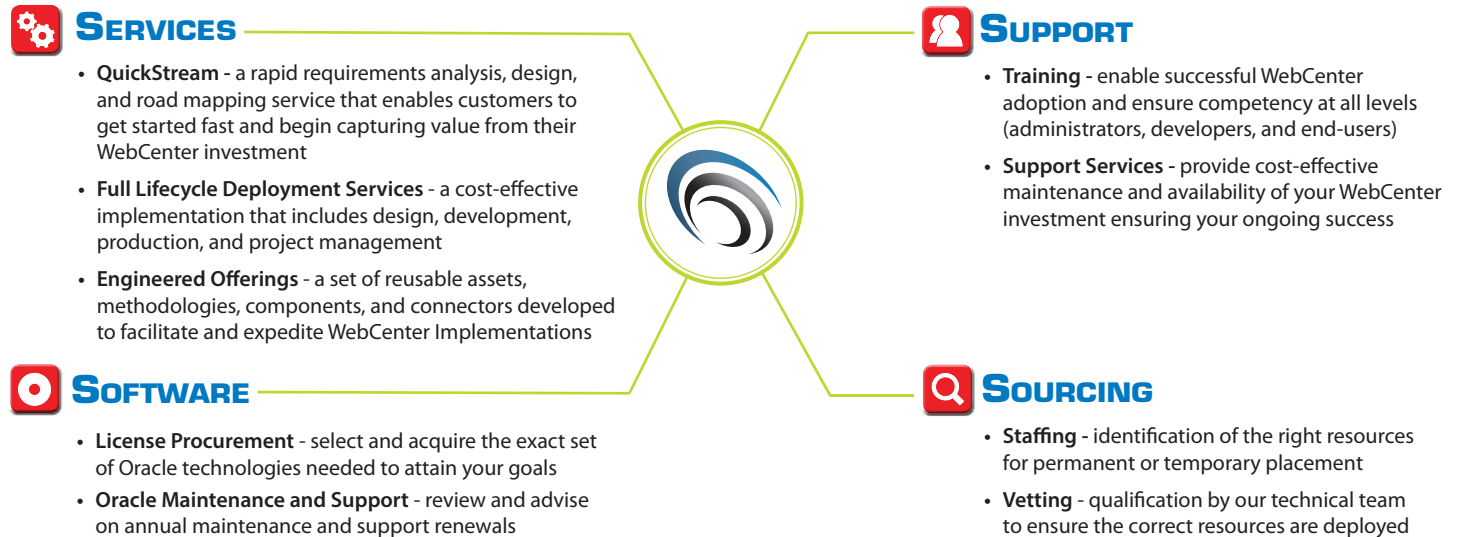 SERVICES
• QuickStream - a rapid requirements analysis, design,
and road mapping service that enables customers to
get started fast and begin capturing value from their
WebCenter investment
• Full Lifecycle Deployment Services - a cost-effective
implementation that includes design, development,
production, and project management
• Engineered Offerings - a set of reusable assets,
methodologies, components, and connectors developed
to facilitate and expedite WebCenter Implementations
SUPPORT
• Training - enable successful WebCenter
adoption and ensure competency at all levels
(administrators, developers, and end-users)
• Support Services - provide cost-effective
maintenance and availability of your WebCenter
investment ensuring your ongoing success
SOFTWARE
• License Procurement - select and acquire the exact set
of Oracle technologies needed to attain your goals
• Oracle Maintenance and Support - review and advise
on annual maintenance and support renewals
SOURCING
• Staffing - identification of the right resources
for permanent or temporary placement
• Vetting - qualification by our technical team
to ensure the correct resources are deployed